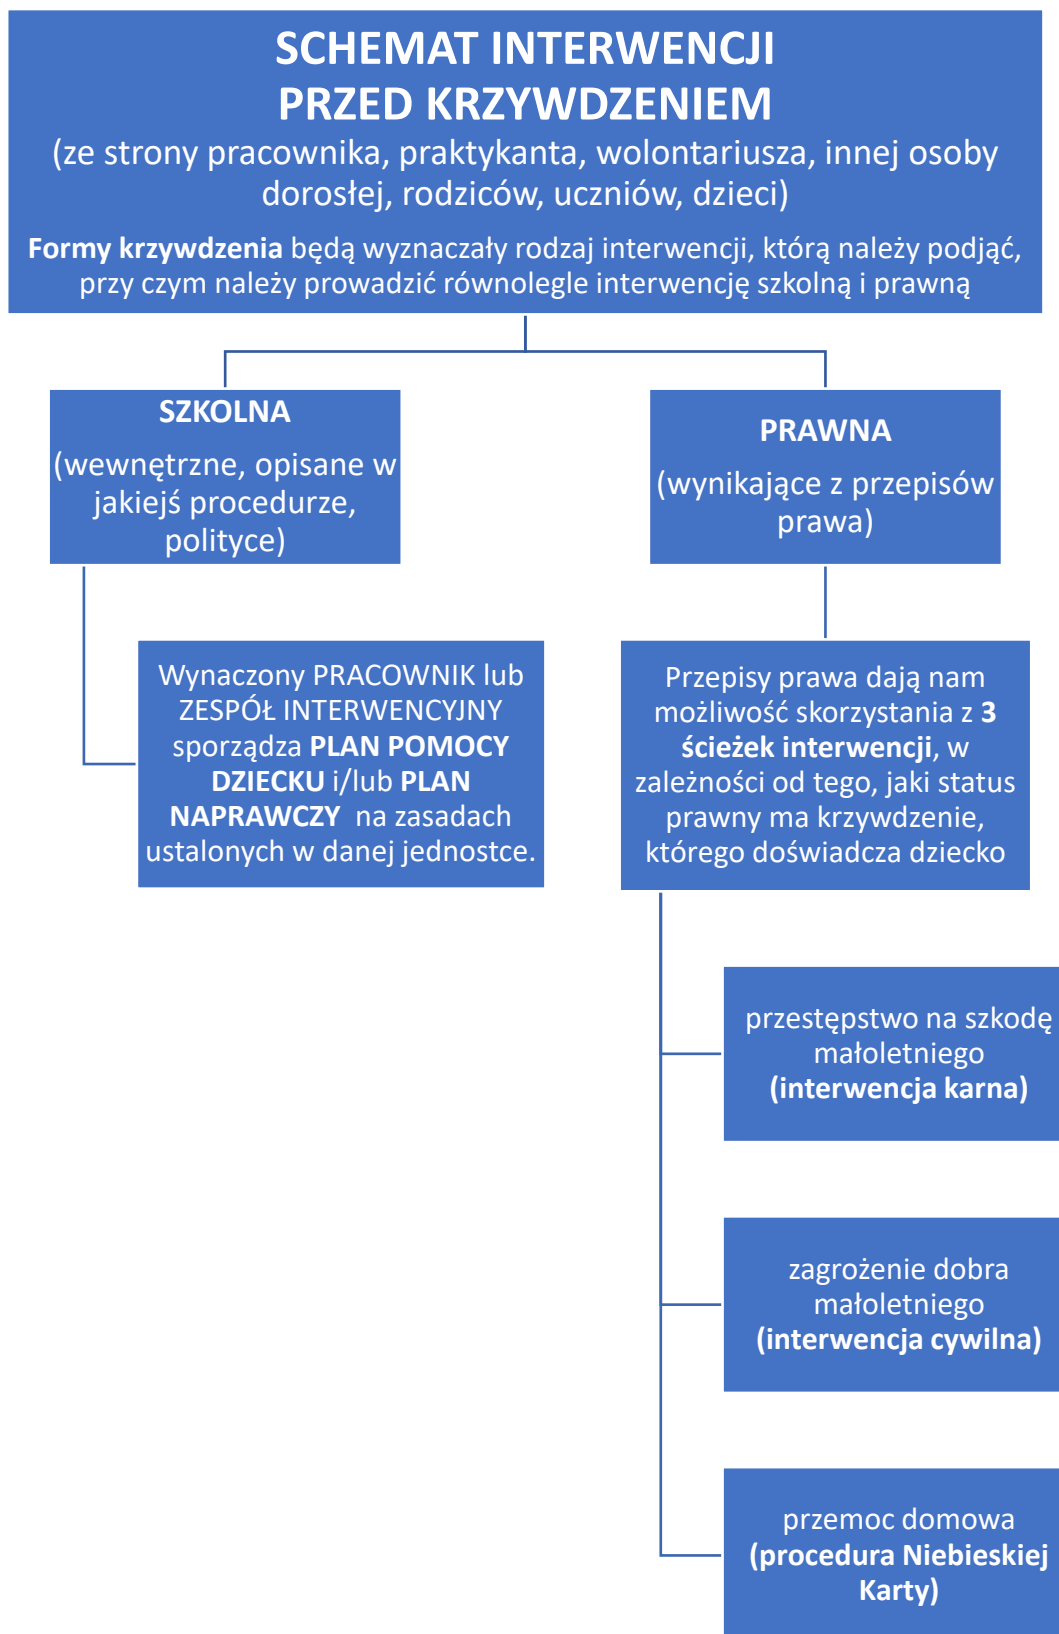 SCHEMAT INTERWENCJI
PRZED KRZYWDZENIEM
(ze strony pracownika, praktykanta, wolontariusza, innej osoby
dorosłej, rodziców, uczniów, dzieci)
Formy krzywdzenia będą wyznaczały rodzaj interwencji, którą należy podjąć,
przy czym należy prowadzić równolegle interwencję szkolną i prawną
SZKOLNA
(wewnętrzne, opisane w
jakiejś procedurze,
polityce)
PRAWNA
(wynikające z przepisów
prawa)
Wynaczony PRACOWNIK lub
ZESPÓŁ INTERWENCYJNY
sporządza PLAN POMOCY
DZIECKU i/lub PLAN
NAPRAWCZY na zasadach
ustalonych w danej jednostce.
Przepisy prawa dają nam
możliwość skorzystania z 3
ścieżek interwencji, w
zależności od tego, jaki status
prawny ma krzywdzenie,
którego doświadcza dziecko
przestępstwo na szkodę
małoletniego
(interwencja karna)
zagrożenie dobra
małoletniego
(interwencja cywilna)
przemoc domowa
(procedura Niebieskiej
Karty)